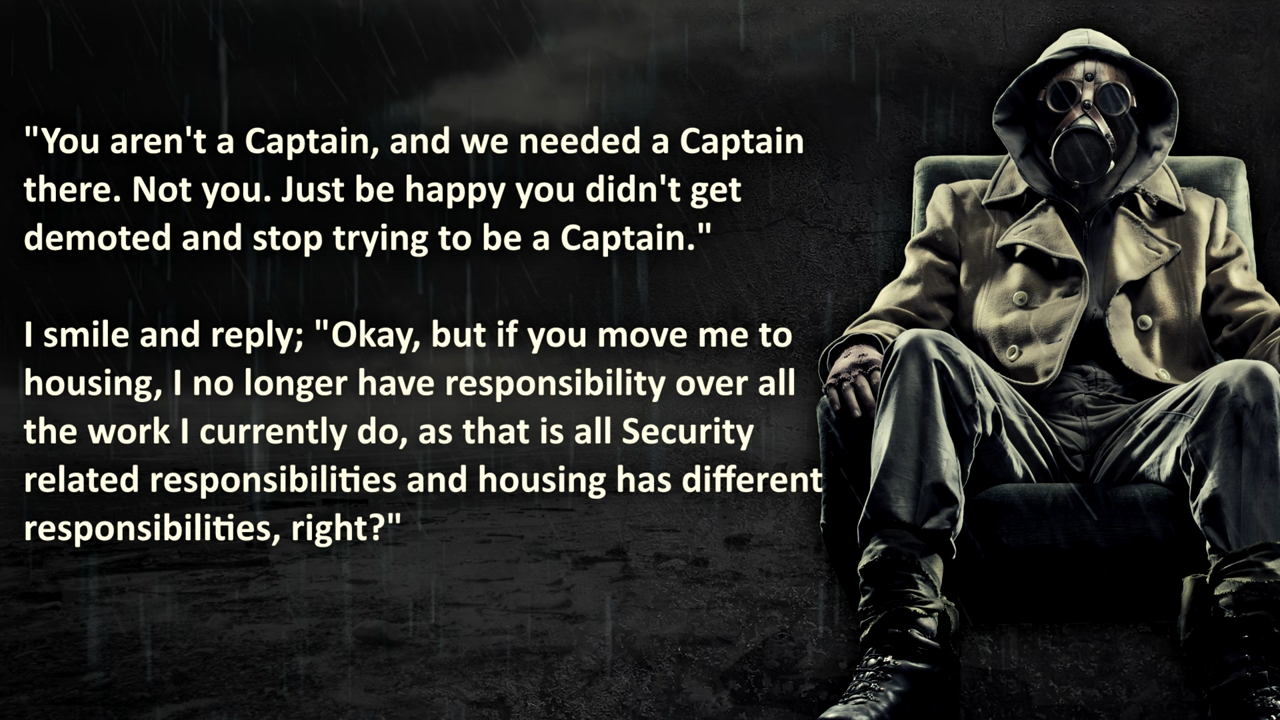 "You aren't a Captain, and we needed a Captain
there. Not you. Just be happy you didn't get
demoted and stop trying to be a Captain."
I smile and reply; "Okay, but if you move me to
housing, I no longer have responsibility over all
the work I currently do, as that is all Security
related responsibilities and housing has different
responsibilities, right?"